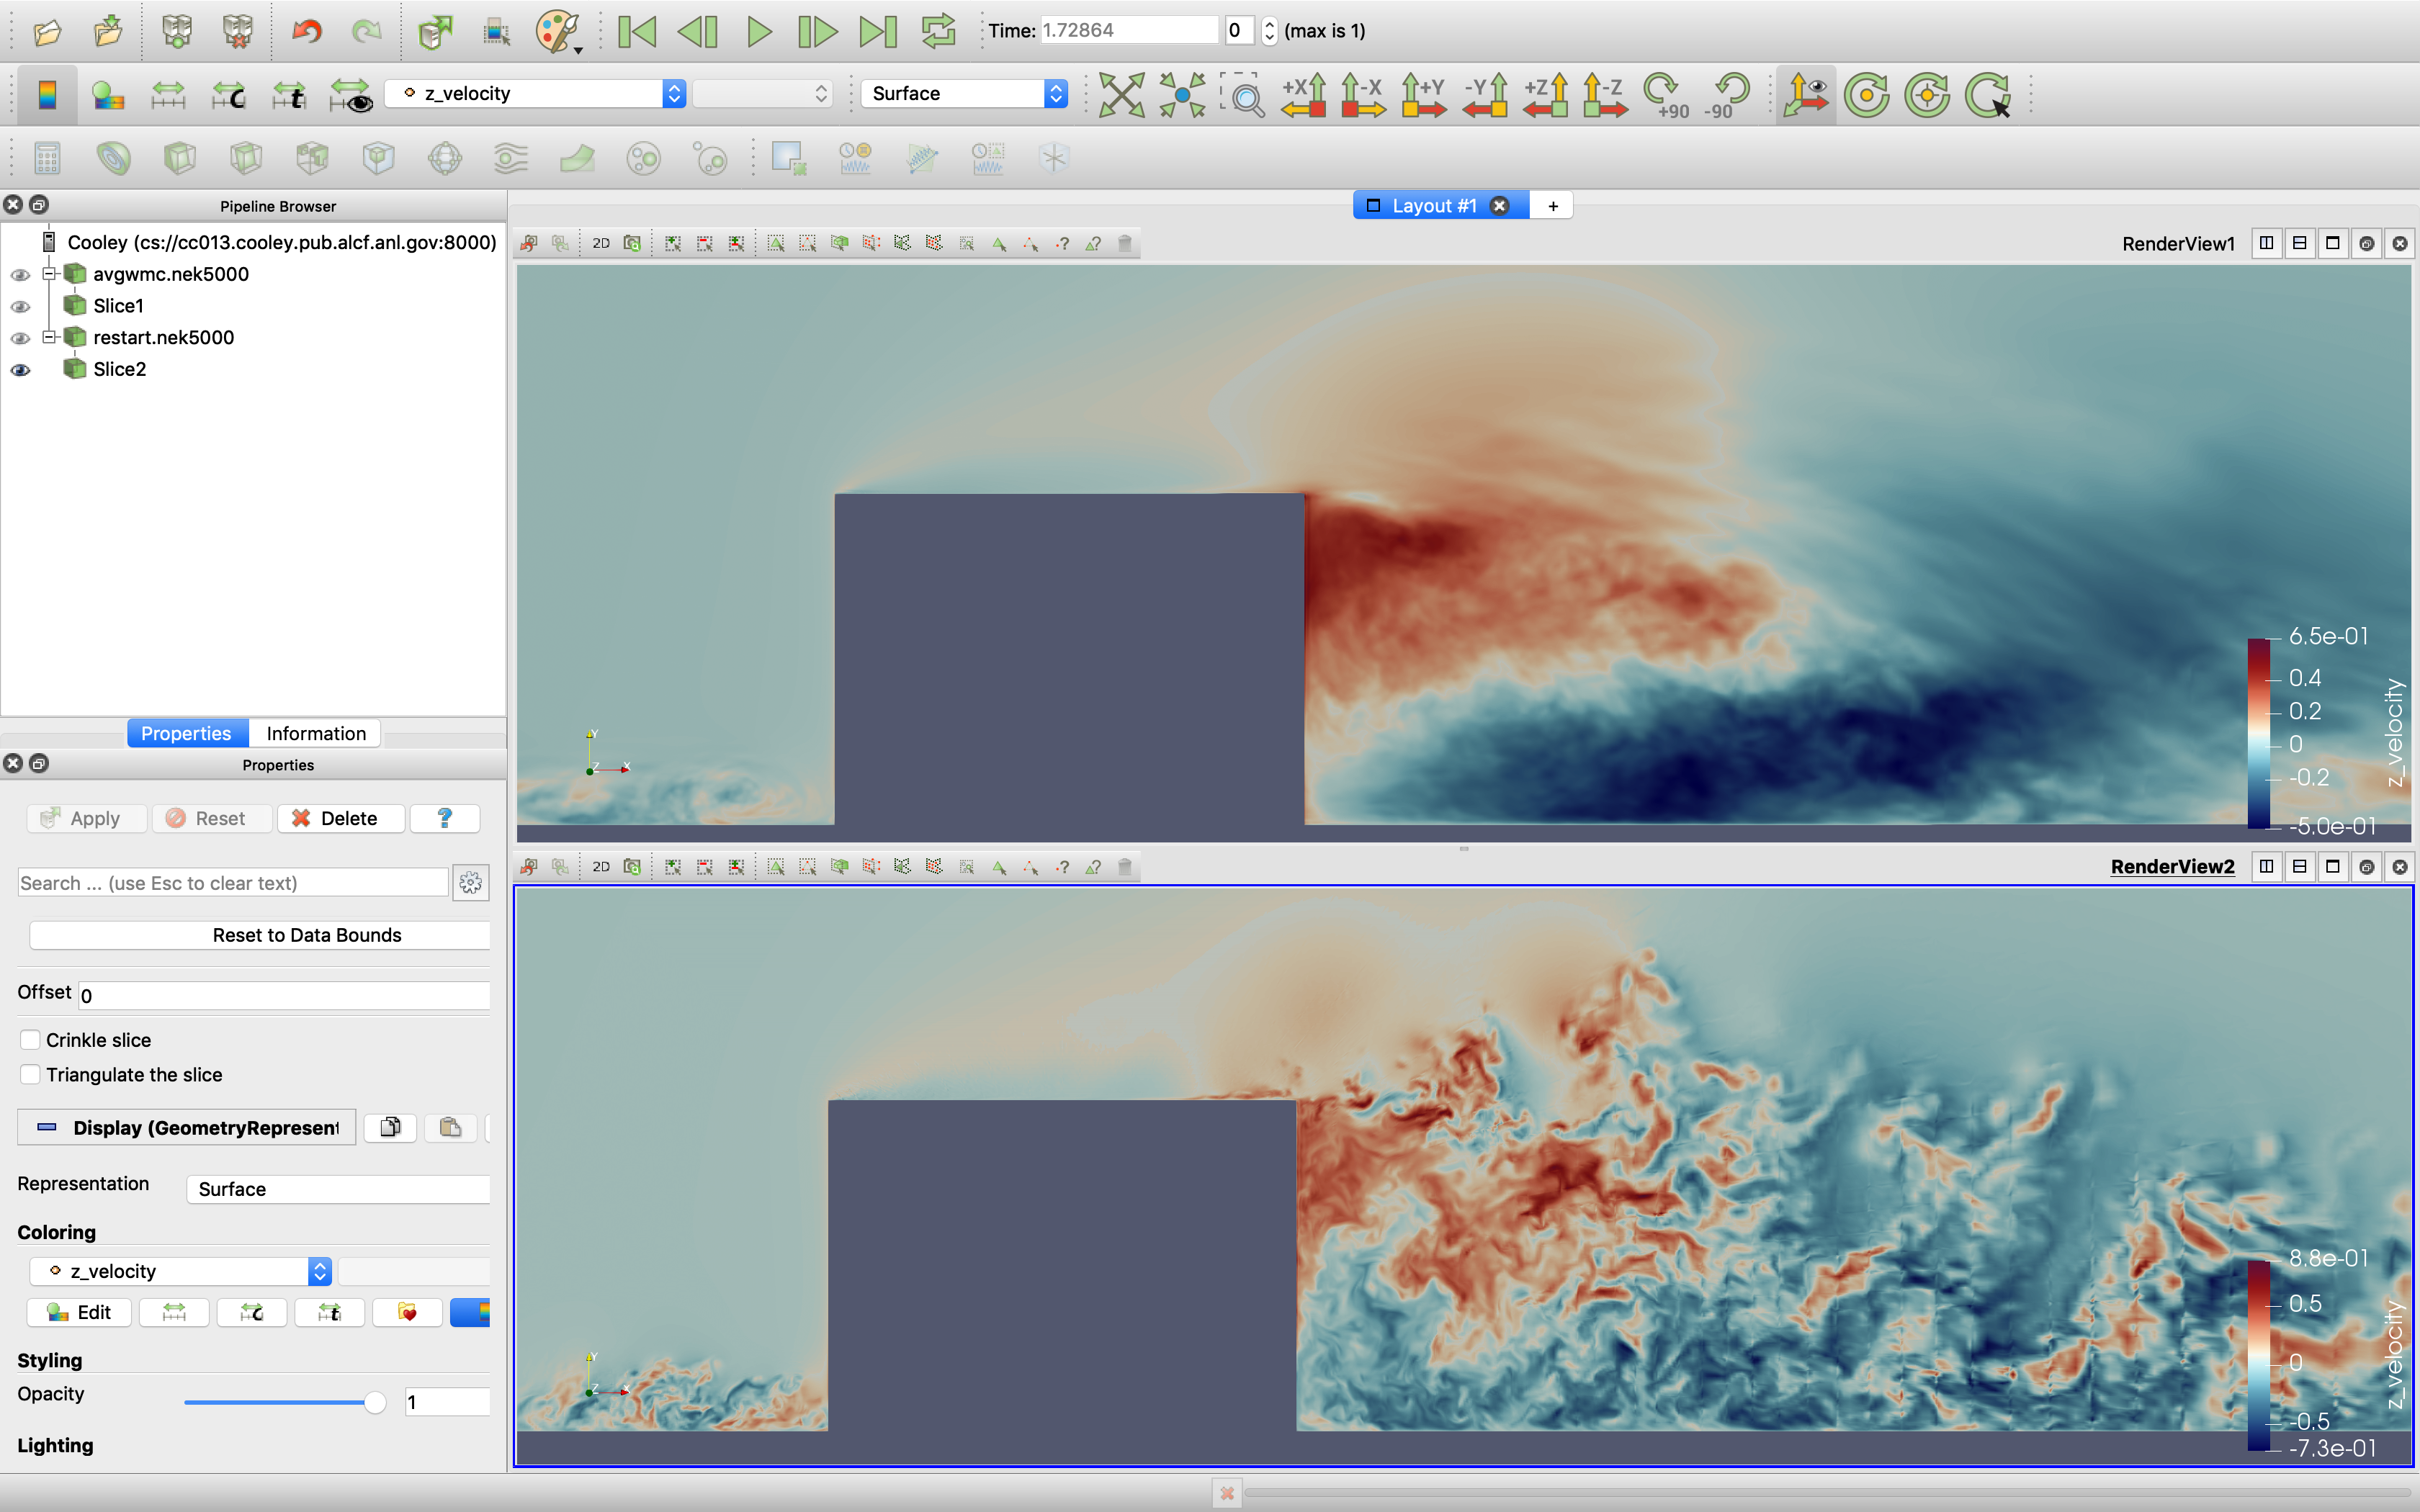 Time: 1.72864 0 (max is 1)
z_velocity Surface +X -X +Y -Y +Z -Z +90 -90
Pipeline Browser
Cooley (cs://cc013.cooley.pub.alcf.anl.gov:8000)
avgwmc.nek5000
Slice1
restart.nek5000
Slice2
Properties Information
Properties
Apply Reset Delete ?
Search ... (use Esc to clear text)
Reset to Data Bounds
Offset 0
Crinkle slice
Triangulate the slice
Display (GeometryRepresent
Representation Surface
Coloring
z_velocity
Edit
Styling
Opacity 1
Lighting
Layout #1 +
2D RenderView1
6.5e-01
0.4
0.2
0
-0.2
-5.0e-01
z_velocity
Y
Z X
2D RenderView2
8.8e-01
0.5
0
-0.5
-7.3e-01
z_velocity
Y
Z X